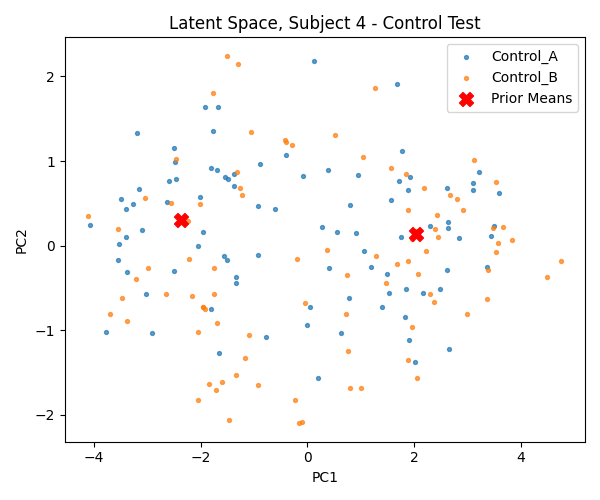 Latent Space, Subject 4 - Control Test
Control_A
Control_B
Prior Means
PC2
2
1
0
−1
−2
−4
−2
0
2
4
PC1